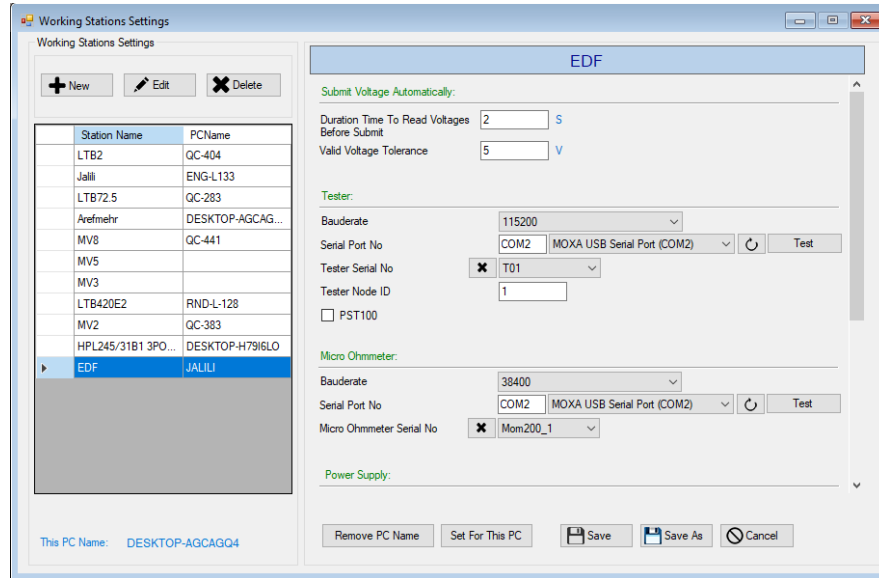 Working Stations Settings
Working Stations Settings
New Edit Delete
Station Name PCName
LTB2 QC-404
Jalili ENG-L133
LTB72.5 QC-283
Arefmehr DESKTOP-AGCAG...
MV8 QC-441
MV5
MV3
LTB420E2 RND-L-128
MV2 QC-383
HPL245/31B1 3PO... DESKTOP-H79I6LO
EDF JALILI
This PC Name: DESKTOP-AGCAGQ4
EDF
Submit Voltage Automatically:
Duration Time To Read Voltages 2 S
Before Submit
Valid Voltage Tolerance 5 V
Tester:
Bauderate 115200
Serial Port No COM2 MOXA USB Serial Port (COM2) Test
Tester Serial No T01
Tester Node ID 1
PST100
Micro Ohmmeter:
Bauderate 38400
Serial Port No COM2 MOXA USB Serial Port (COM2) Test
Micro Ohmmeter Serial No Mom200_1
Power Supply:
Remove PC Name Set For This PC Save Save As Cancel